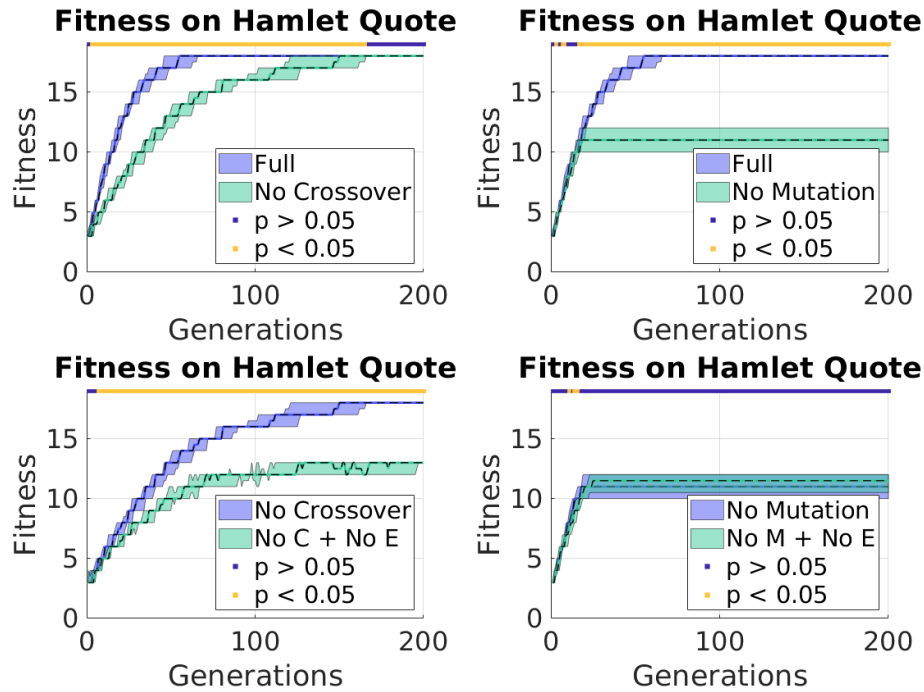 Fitness on Hamlet Quote
Fitness
15
10
5
0
Full
No Crossover
p > 0.05
p < 0.05
0
100
200
Generations
Fitness on Hamlet Quote
Fitness
15
10
5
0
Full
No Mutation
p > 0.05
p < 0.05
0
100
200
Generations
Fitness on Hamlet Quote
Fitness
15
10
5
0
No Crossover
No C + No E
p > 0.05
p < 0.05
0
100
200
Generations
Fitness on Hamlet Quote
Fitness
15
10
5
0
No Mutation
No M + No E
p > 0.05
p < 0.05
0
100
200
Generations